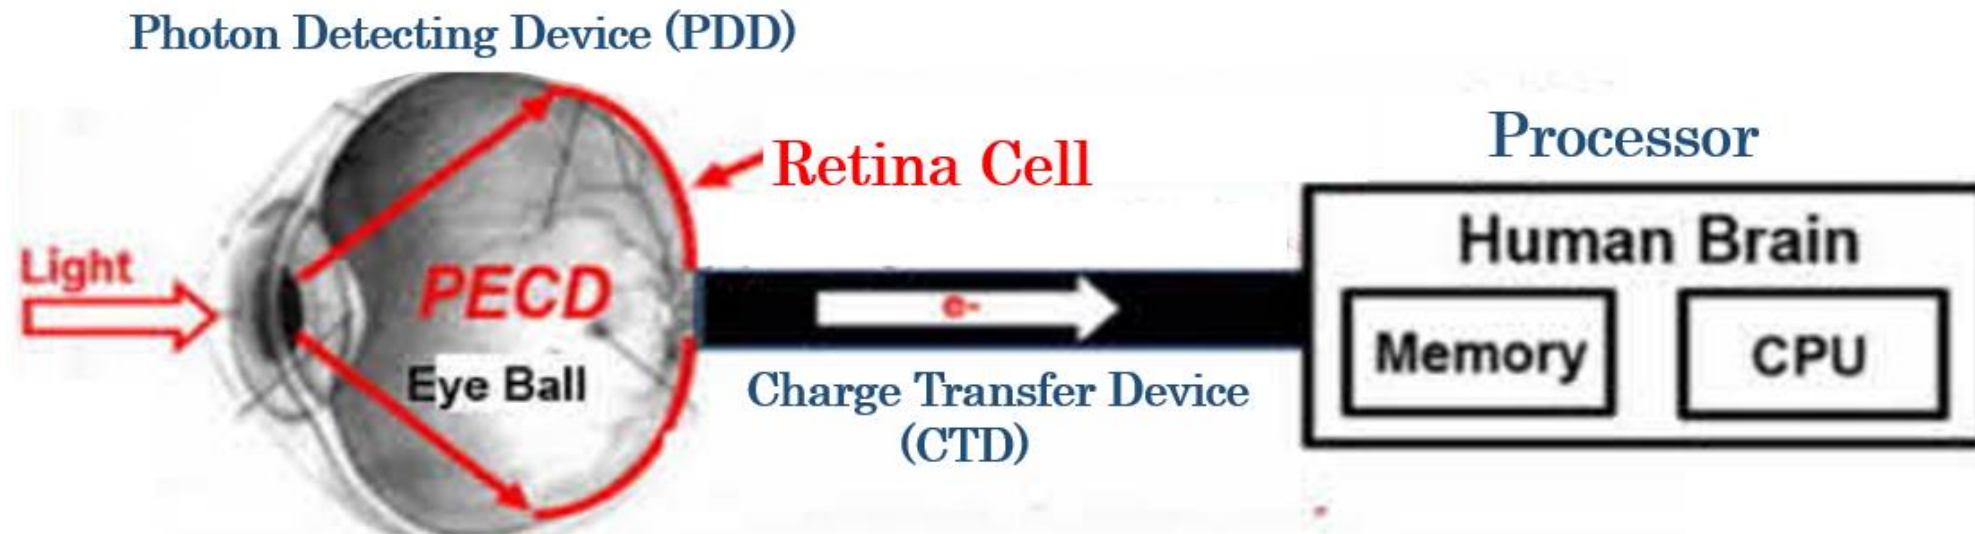 Photon Detecting Device (PDD)
Retina Cell
Processor
Light
PECD
Eye Ball
e-
Human Brain
Memory
CPU
Charge Transfer Device
(CTD)